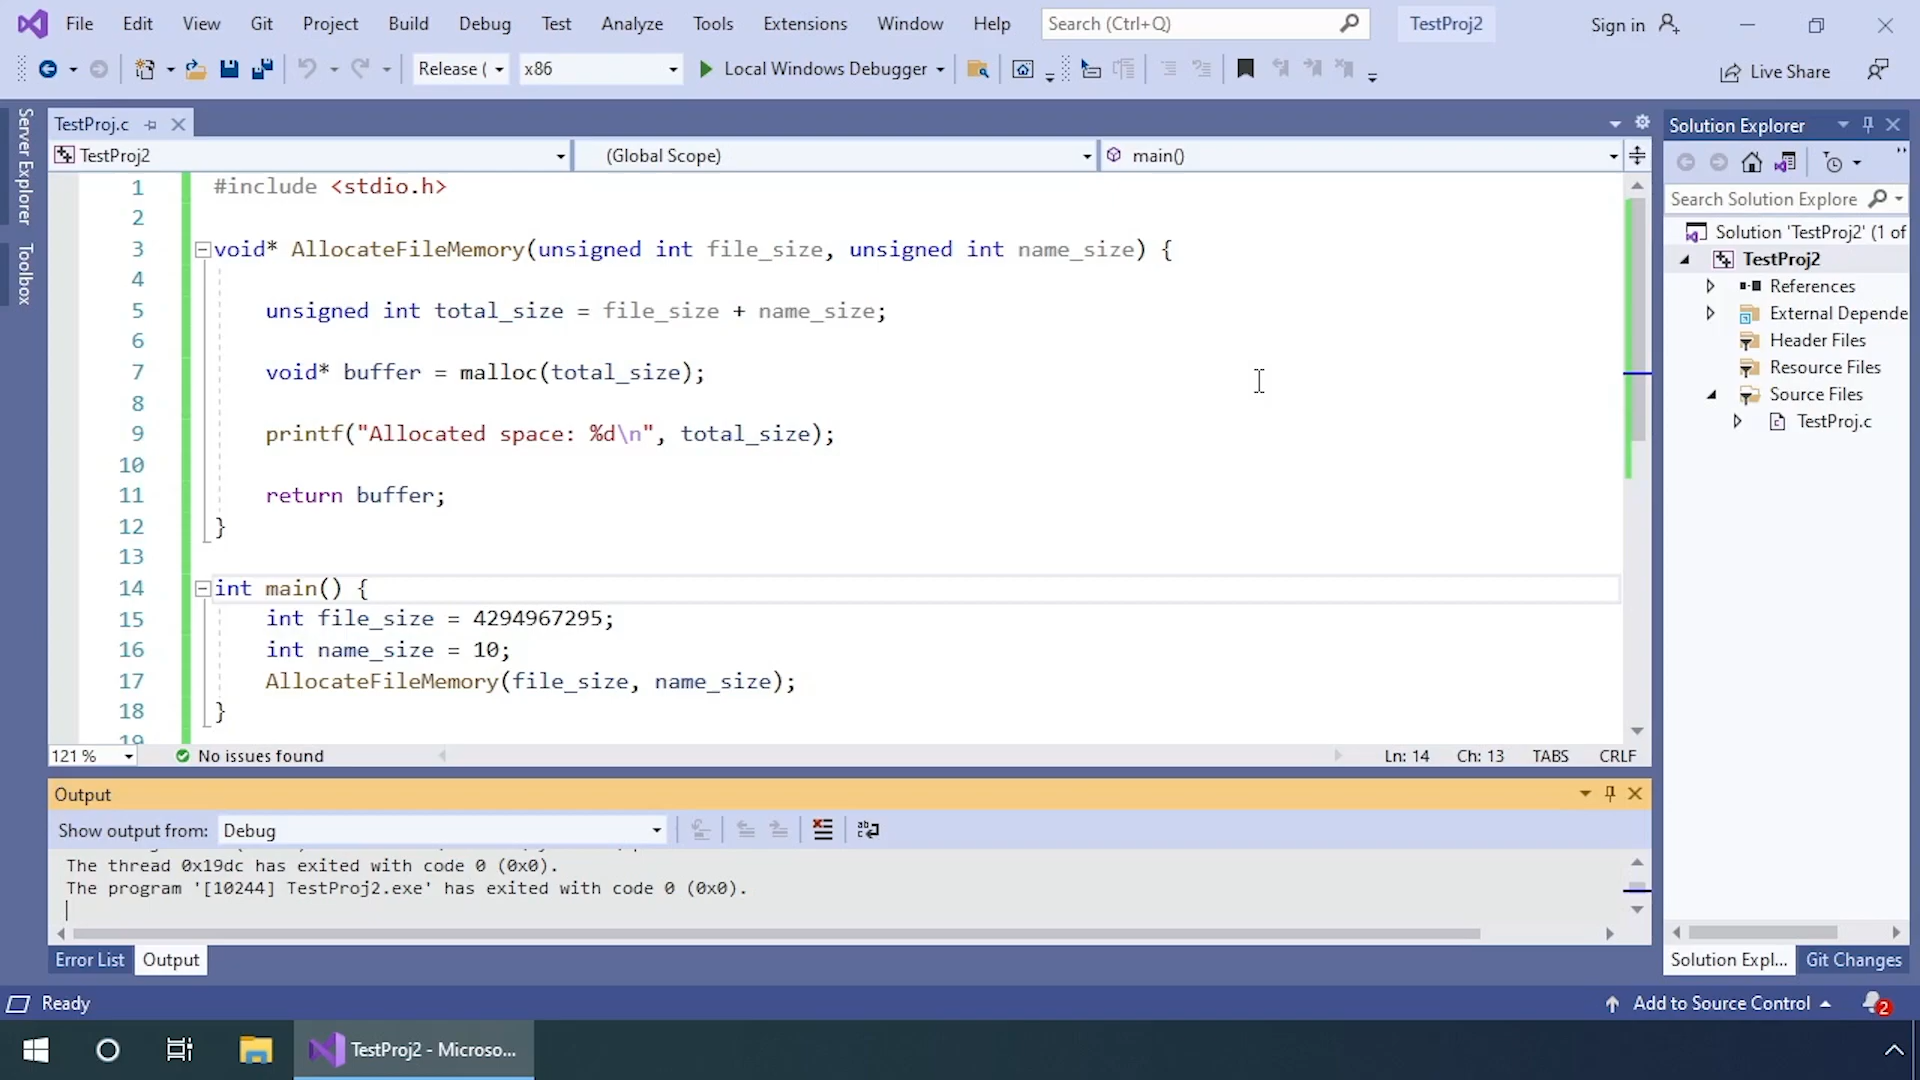 File Edit View Git Project Build Debug Test Analyze Tools Extensions Window Help Search (Ctrl+Q) TestProj2 Sign in
Release ( x86 Local Windows Debugger Live Share
Server Explorer
Toolbox
TestProj.c
TestProj2 (Global Scope) main()
1 #include <stdio.h>
2
3 void* AllocateFileMemory(unsigned int file_size, unsigned int name_size) {
4
5 unsigned int total_size = file_size + name_size;
6
7 void* buffer = malloc(total_size);
8
9 printf("Allocated space: %d\n", total_size);
10
11 return buffer;
12 }
13
14 int main() {
15 int file_size = 4294967295;
16 int name_size = 10;
17 AllocateFileMemory(file_size, name_size);
18 }
19
121 % No issues found Ln: 14 Ch: 13 TABS CRLF
Output
Show output from: Debug
The thread 0x19dc has exited with code 0 (0x0).
The program '[10244] TestProj2.exe' has exited with code 0 (0x0).
Error List Output
Solution Explorer
Search Solution Explore
Solution 'TestProj2' (1 of
TestProj2
References
External Depende
Header Files
Resource Files
Source Files
TestProj.c
Solution Expl... Git Changes
Ready Add to Source Control 2
TestProj2 - Microso...